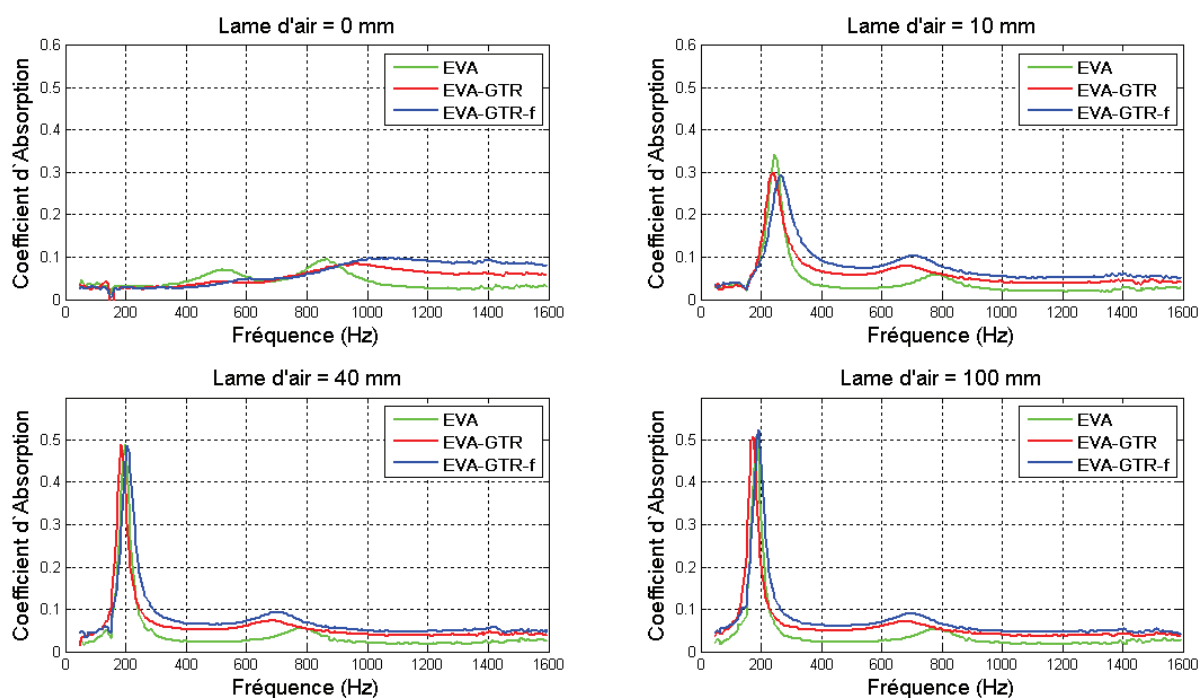 Lame d'air = 0 mm
Coefficient d`Absorption
0.6
0.5
0.4
0.3
0.2
0.1
0
EVA
EVA-GTR
EVA-GTR-f
0 200 400 600 800 1000 1200 1400 1600
Fréquence (Hz)
Lame d'air = 10 mm
Coefficient d`Absorption
0.6
0.5
0.4
0.3
0.2
0.1
0
EVA
EVA-GTR
EVA-GTR-f
0 200 400 600 800 1000 1200 1400 1600
Fréquence (Hz)
Lame d'air = 40 mm
Coefficient d`Absorption
0.5
0.4
0.3
0.2
0.1
0
EVA
EVA-GTR
EVA-GTR-f
0 200 400 600 800 1000 1200 1400 1600
Fréquence (Hz)
Lame d'air = 100 mm
Coefficient d`Absorption
0.5
0.4
0.3
0.2
0.1
0
EVA
EVA-GTR
EVA-GTR-f
0 200 400 600 800 1000 1200 1400 1600
Fréquence (Hz)